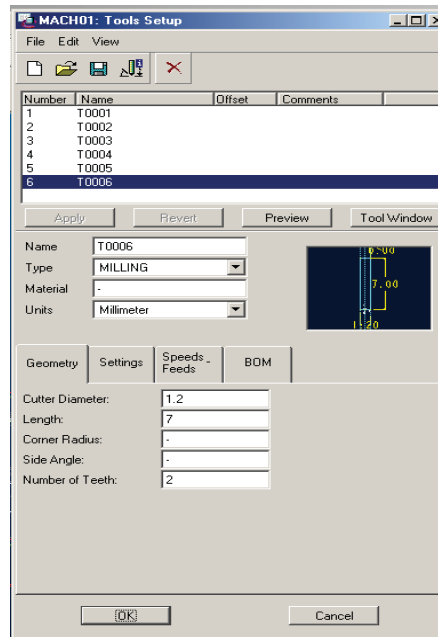 MACH01: Tools Setup
File Edit View
Number Name Offset Comments
1 T0001
2 T0002
3 T0003
4 T0004
5 T0005
6 T0006
Apply Revert Preview Tool Window
Name T0006
Type MILLING
Material -
Units Millimeter
7.00
Geometry Settings Speeds - Feeds BOM
Cutter Diameter: 1.2
Length: 7
Corner Radius: -
Side Angle: -
Number of Teeth: 2
OK Cancel